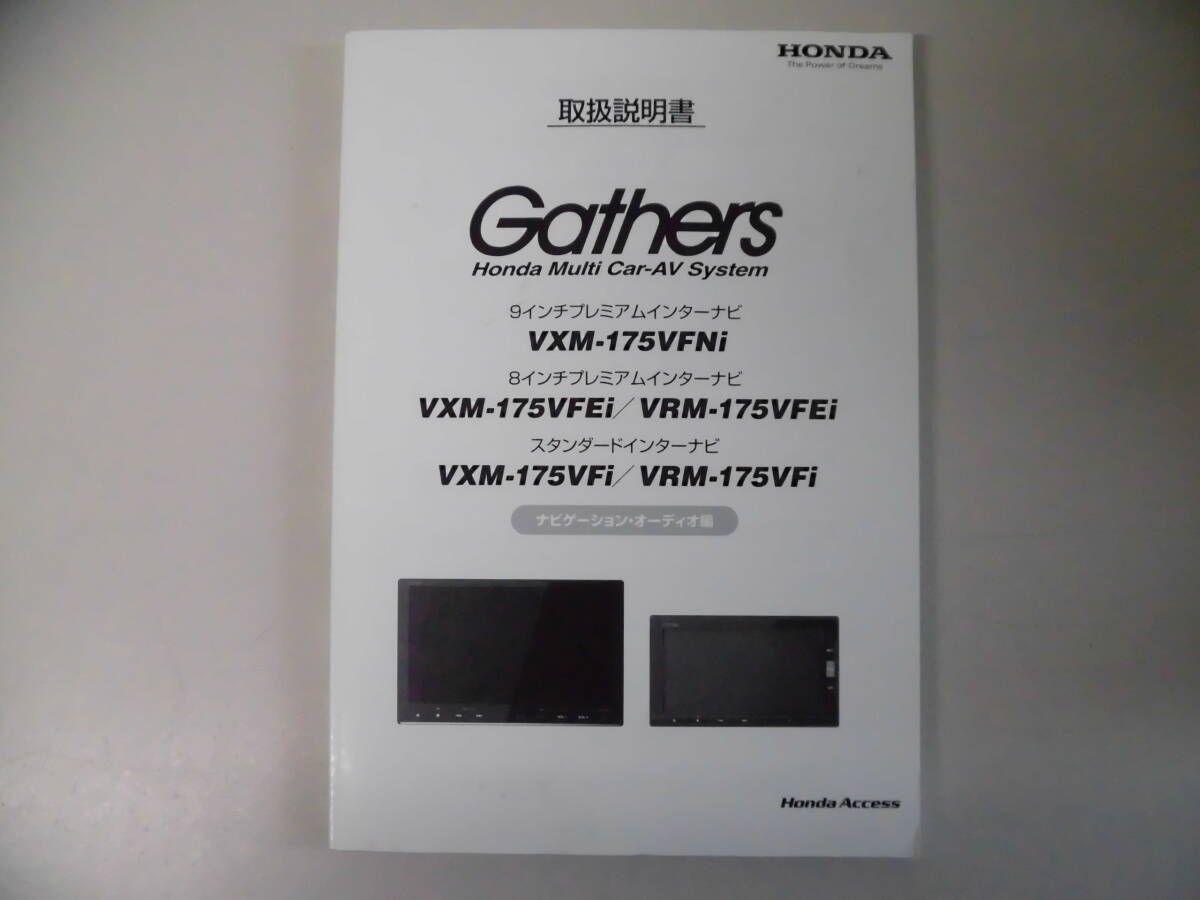 HONDA
The Power of Dreams
取扱説明書
Gathers
Honda Multi Car-AV System
9インチプレミアムインターナビ
VXM-175VFNi
8インチプレミアムインターナビ
VXM-175VFEi／VRM-175VFEi
スタンダードインターナビ
VXM-175VFi／VRM-175VFi
ナビゲーション・オーディオ編
Honda Access